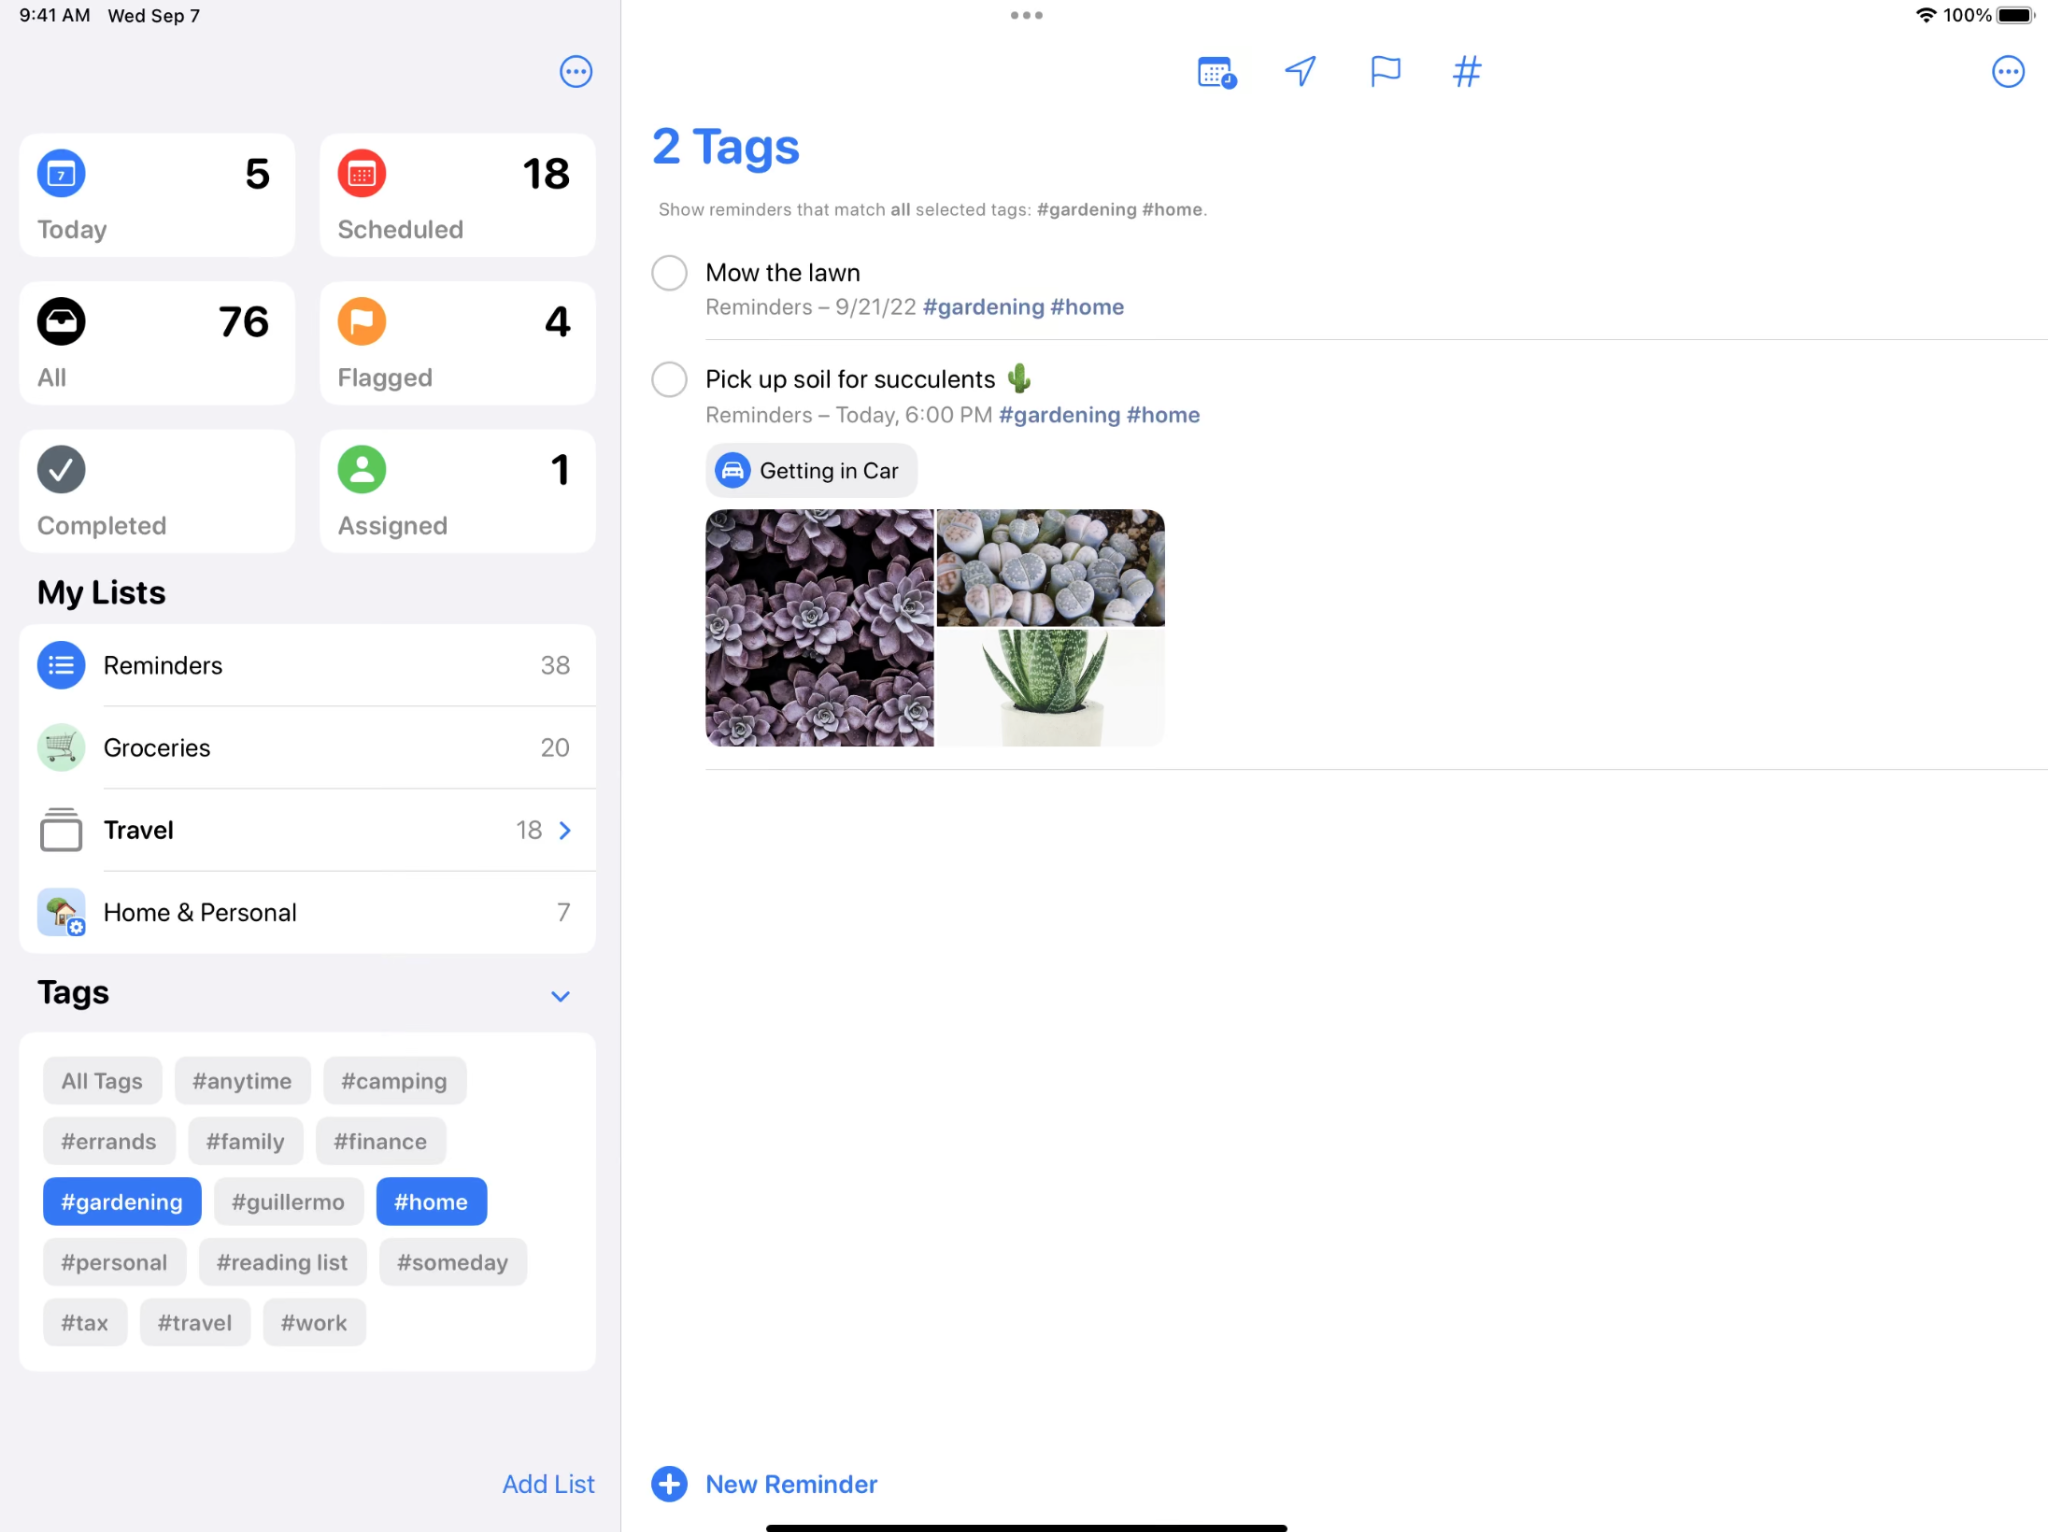 9:41 AM Wed Sep 7
100%
7
5
Today
18
Scheduled
76
All
4
Flagged
Completed
1
Assigned
My Lists
Reminders 38
Groceries 20
Travel 18
Home & Personal 7
Tags
All Tags #anytime #camping
#errands #family #finance
#gardening #guillermo #home
#personal #reading list #someday
#tax #travel #work
Add List
#
2 Tags
Show reminders that match all selected tags: #gardening #home.
Mow the lawn
Reminders – 9/21/22 #gardening #home
Pick up soil for succulents 🌵
Reminders – Today, 6:00 PM #gardening #home
Getting in Car
New Reminder